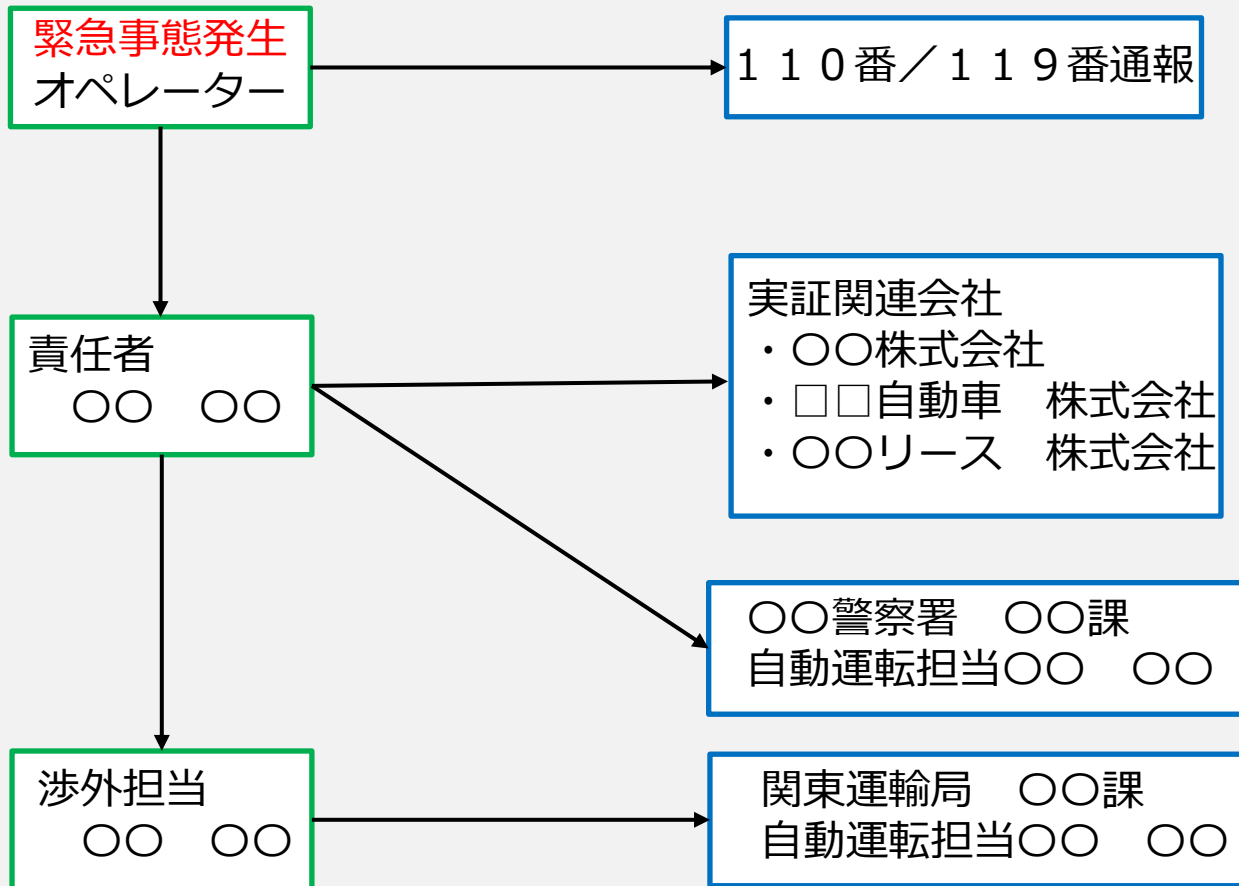 緊急事態発生
オペレーター
１１０番／１１９番通報
責任者
〇〇　〇〇
実証関連会社
・〇〇株式会社
・□□自動車　株式会社
・〇〇リース　株式会社
〇〇警察署　〇〇課
自動運転担当〇〇　〇〇
渉外担当
〇〇　〇〇
関東運輸局　〇〇課
自動運転担当〇〇　〇〇